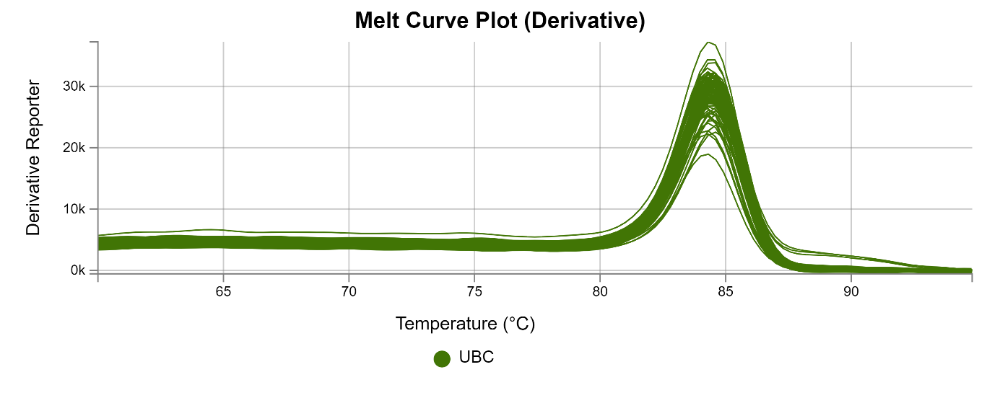 Melt Curve Plot (Derivative)
Derivative Reporter
30k
20k
10k
0k
65 70 75 80 85 90
Temperature (°C)
UBC